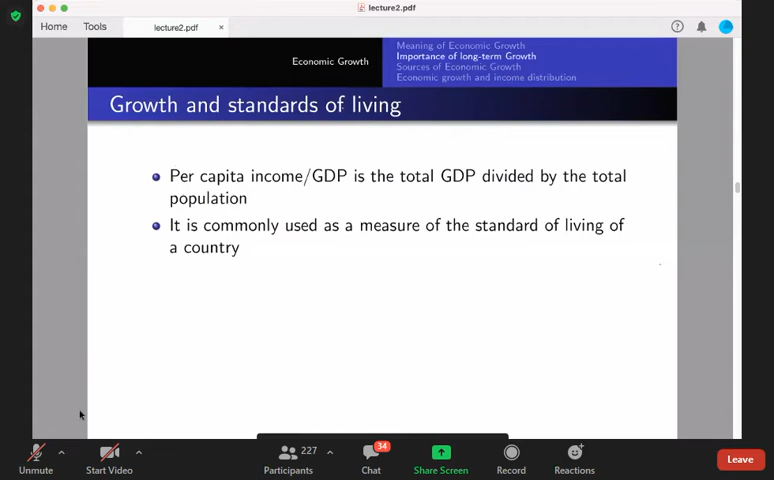 lecture2.pdf
Home Tools lecture2.pdf ×
Economic Growth
Meaning of Economic Growth
Importance of long-term Growth
Sources of Economic Growth
Economic growth and income distribution
Growth and standards of living
Per capita income/GDP is the total GDP divided by the total
population
It is commonly used as a measure of the standard of living of
a country
34
227
Unmute Start Video Participants Chat Share Screen Record Reactions Leave